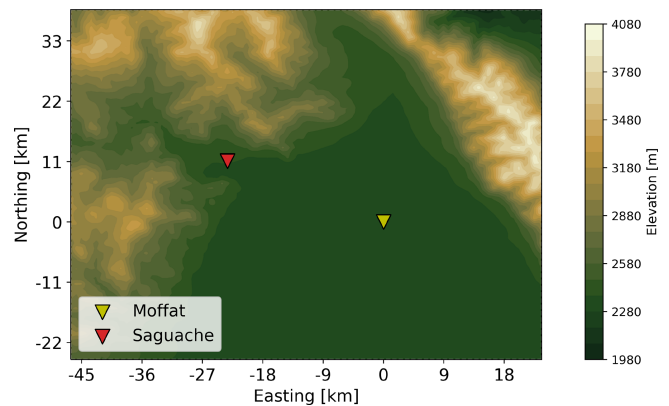 33
22
11
0
-11
-22
Northing [km]
Moffat
Saguache
-45 -36 -27 -18 -9 0 9 18
Easting [km]
4080
3780
3480
3180
2880
2580
2280
1980
Elevation [m]